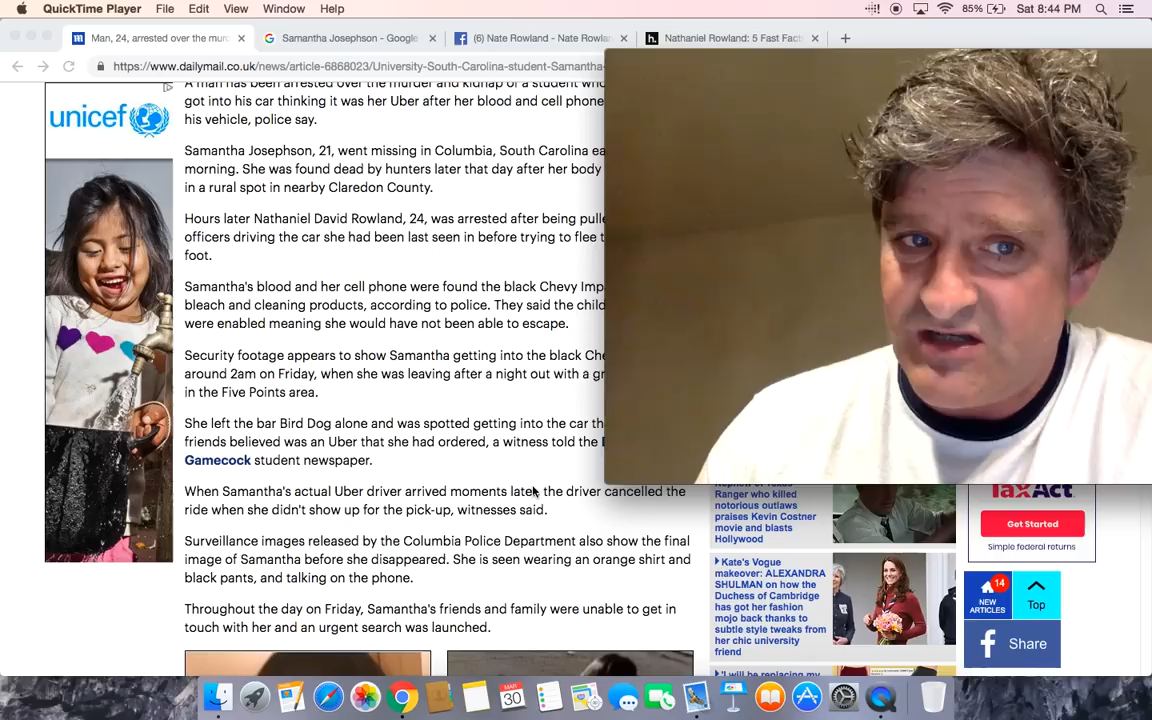 QuickTime Player File Edit View Window Help 85% Sat 8:44 PM
Man, 24, arrested over the mur
Samantha Josephson - Google
(6) Nate Rowland - Nate Rowlan
h.
Nathaniel Rowland: 5 Fast Fact
https://www.dailymail.co.uk/news/article-6868023/University-South-Carolina-student-Samantha-
unicef
A man has been arrested over the murder and kidnap of a student who
got into his car thinking it was her Uber after her blood and cell phone
his vehicle, police say.
Samantha Josephson, 21, went missing in Columbia, South Carolina ea
morning. She was found dead by hunters later that day after her body
in a rural spot in nearby Claredon County.
Hours later Nathaniel David Rowland, 24, was arrested after being pulle
officers driving the car she had been last seen in before trying to flee t
foot.
Samantha's blood and her cell phone were found the black Chevy Imp
bleach and cleaning products, according to police. They said the child
were enabled meaning she would have not been able to escape.
Security footage appears to show Samantha getting into the black Che
around 2am on Friday, when she was leaving after a night out with a gr
in the Five Points area.
She left the bar Bird Dog alone and was spotted getting into the car th
friends believed was an Uber that she had ordered, a witness told the
Gamecock student newspaper.
When Samantha's actual Uber driver arrived moments later, the driver cancelled the
ride when she didn't show up for the pick-up, witnesses said.
Surveillance images released by the Columbia Police Department also show the final
image of Samantha before she disappeared. She is seen wearing an orange shirt and
black pants, and talking on the phone.
Throughout the day on Friday, Samantha's friends and family were unable to get in
touch with her and an urgent search was launched.
Ranger who killed
notorious outlaws
praises Kevin Costner
movie and blasts
Hollywood
Kate's Vogue
makeover: ALEXANDRA
SHULMAN on how the
Duchess of Cambridge
has got her fashion
mojo back thanks to
subtle style tweaks from
her chic university
friend
'I will be replacing my
TaxAct
Get Started
Simple federal returns
14
NEW
ARTICLES
Top
Share
MAR
30